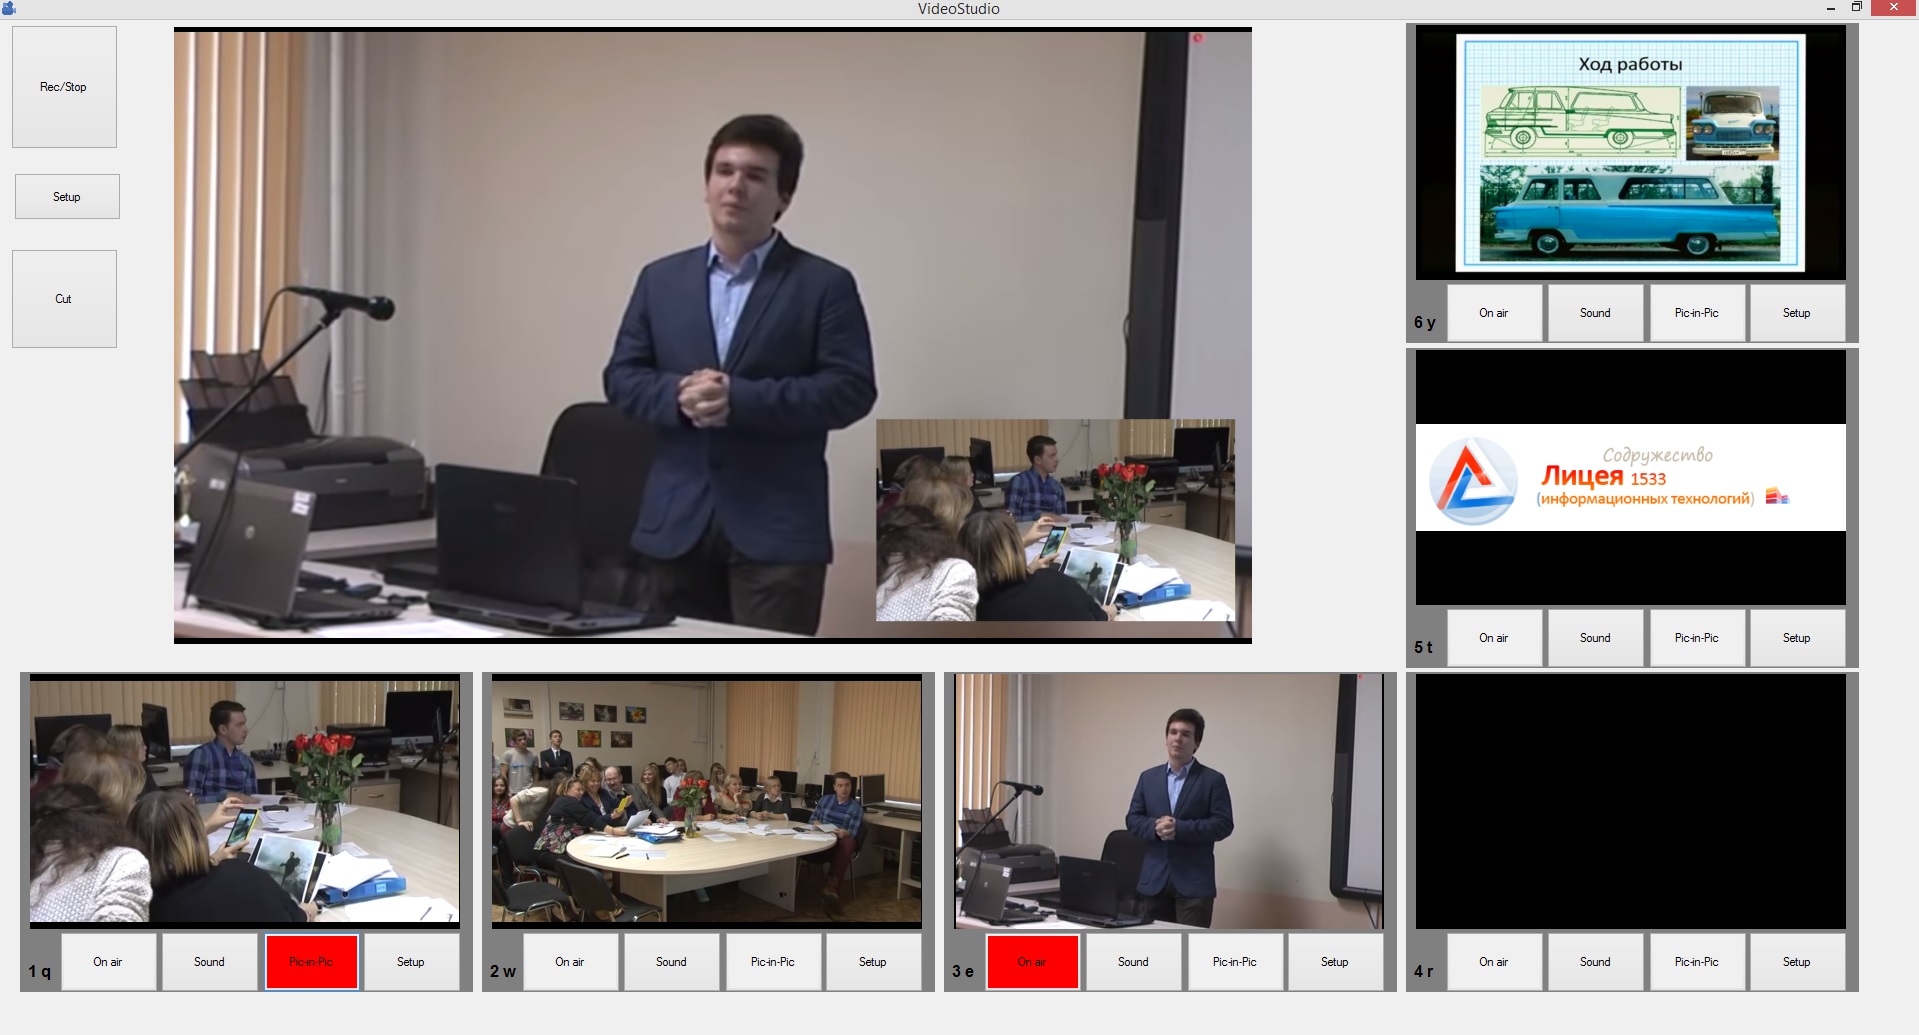 VideoStudio
Rec/Stop
Setup
Cut
Ход работы
6 y
On air
Sound
Pic-in-Pic
Setup
Содружество
Лицея 1533
(информационных технологий)
5 t
On air
Sound
Pic-in-Pic
Setup
1 q
On air
Sound
Pic-in-Pic
Setup
2 w
On air
Sound
Pic-in-Pic
Setup
3 e
On air
Sound
Pic-in-Pic
Setup
4 r
On air
Sound
Pic-in-Pic
Setup